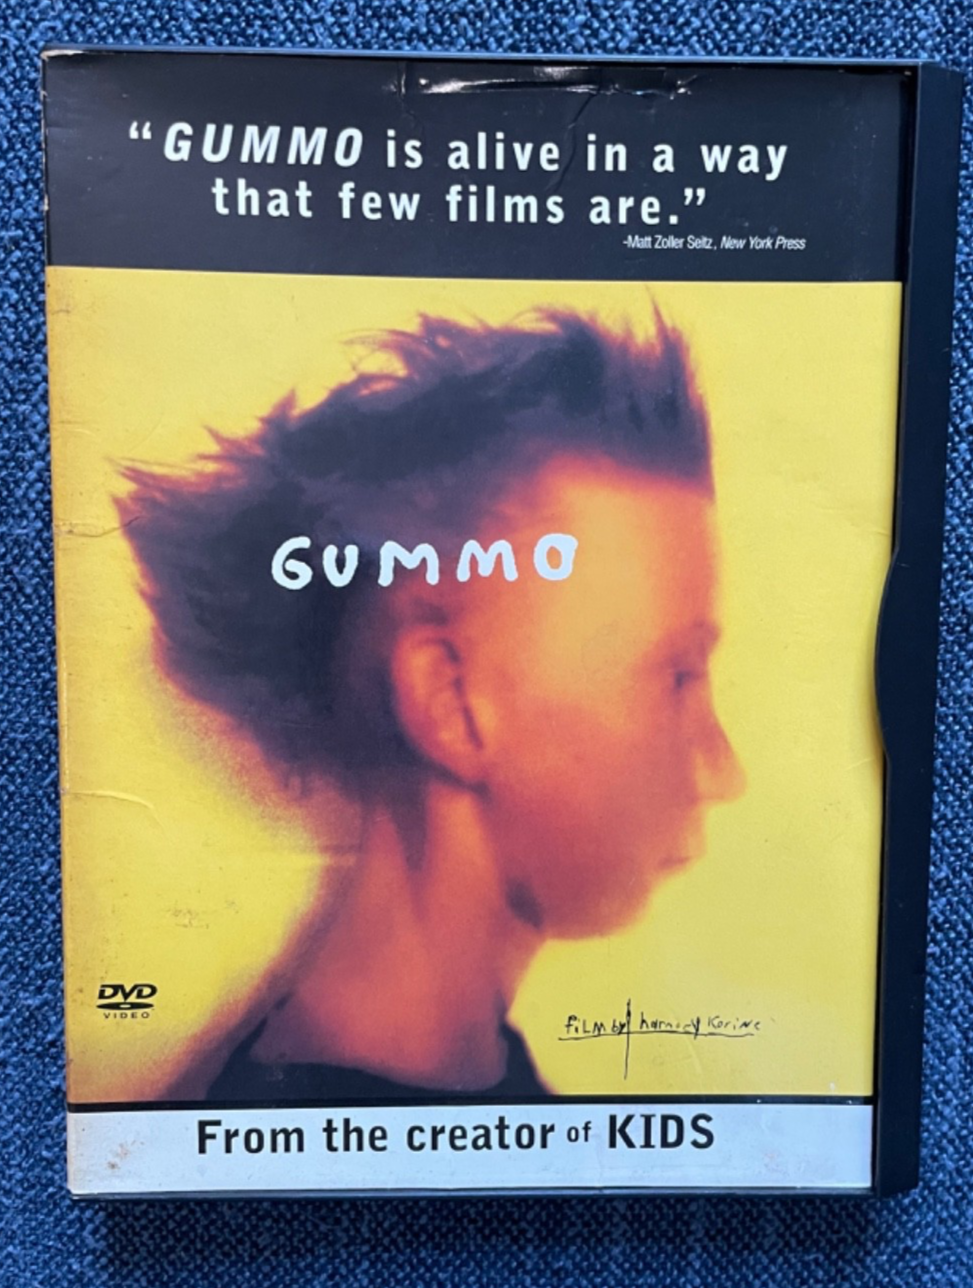 “GUMMO is alive in a way
that few films are.”
-Matt Zoller Seitz, New York Press
GUMMO
DVD
VIDEO
film by harmony Korine
From the creator of KIDS